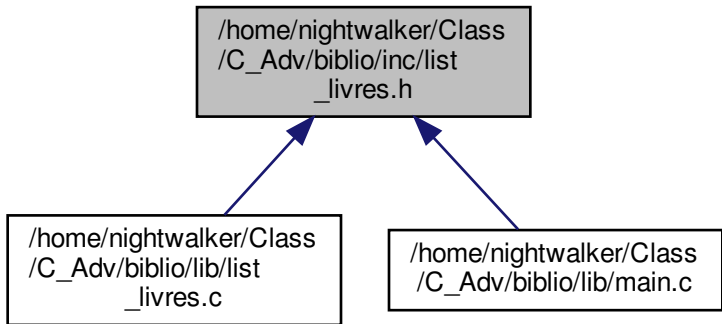 /home/nightwalker/Class
/C_Adv/biblio/inc/list
_livres.h
/home/nightwalker/Class
/C_Adv/biblio/lib/list
_livres.c
/home/nightwalker/Class
/C_Adv/biblio/lib/main.c